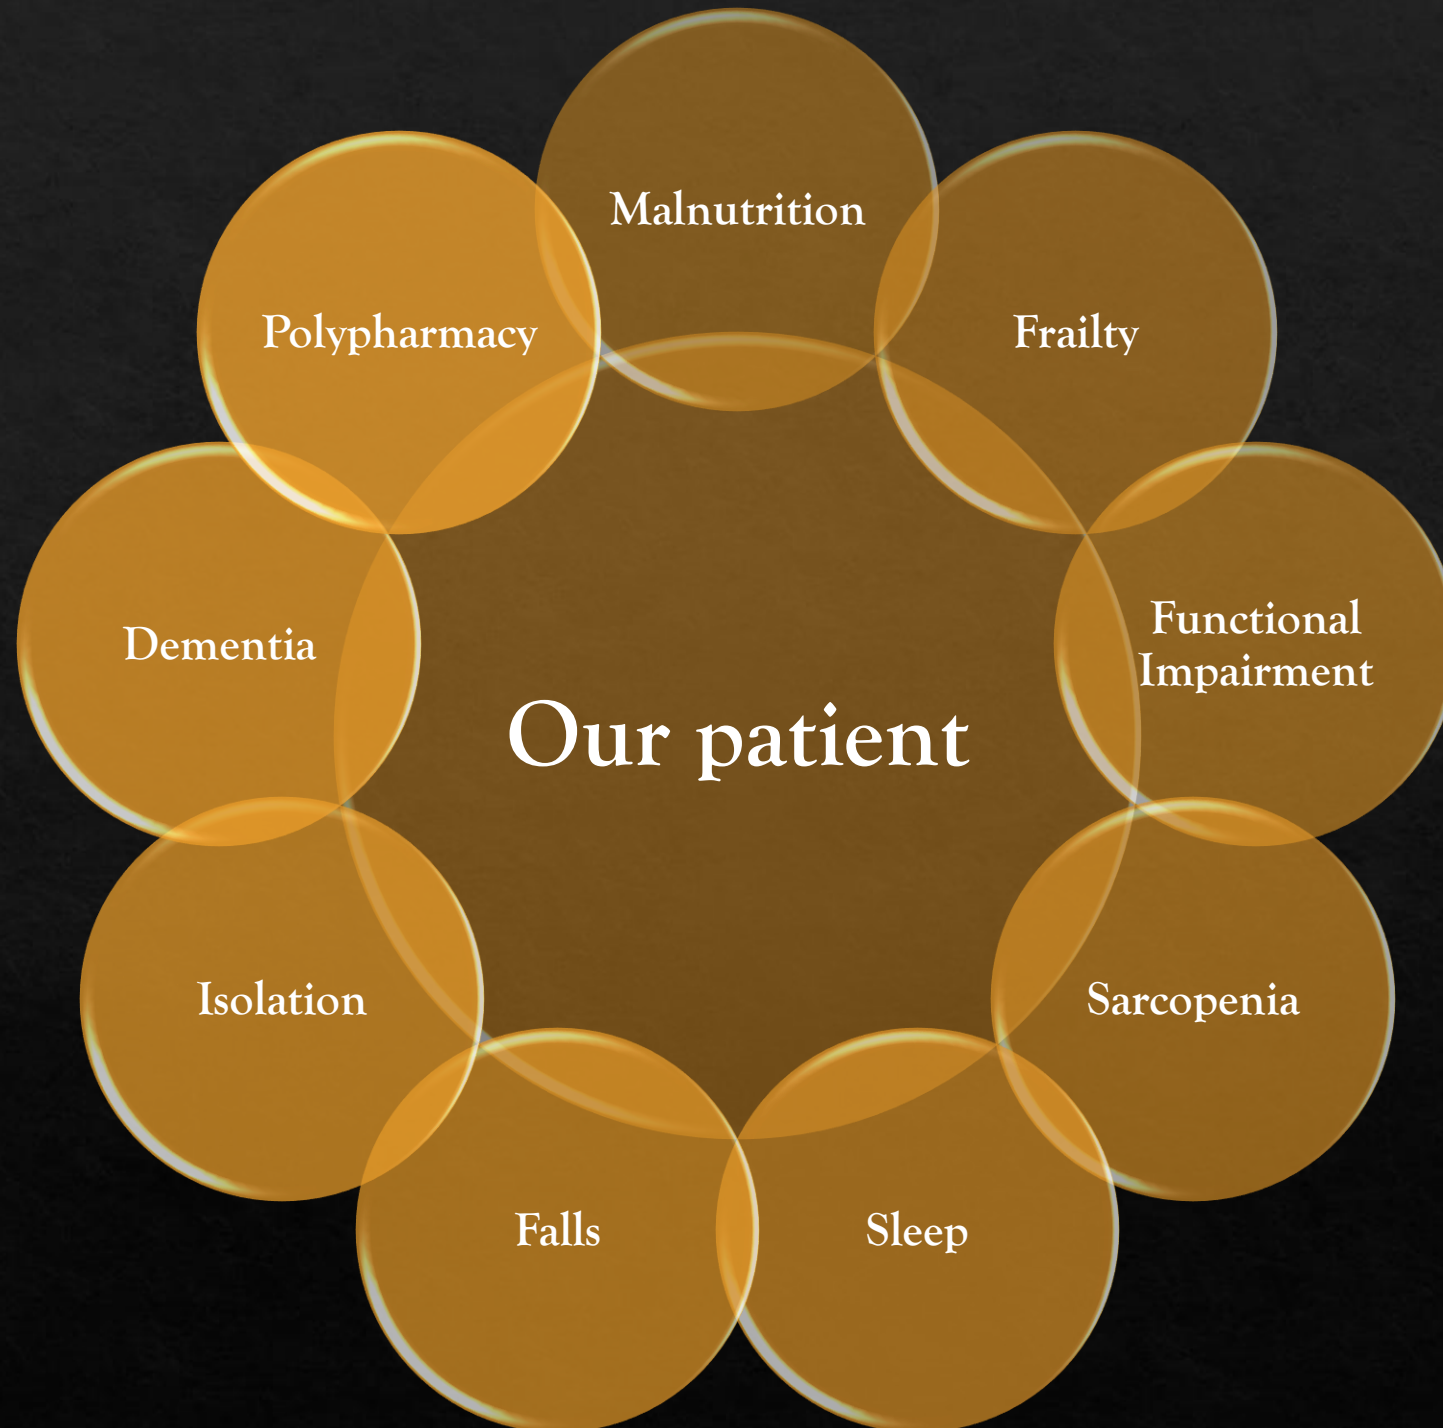 Malnutrition
Polypharmacy
Frailty
Functional
Impairment
Dementia
Our patient
Isolation
Sarcopenia
Falls
Sleep